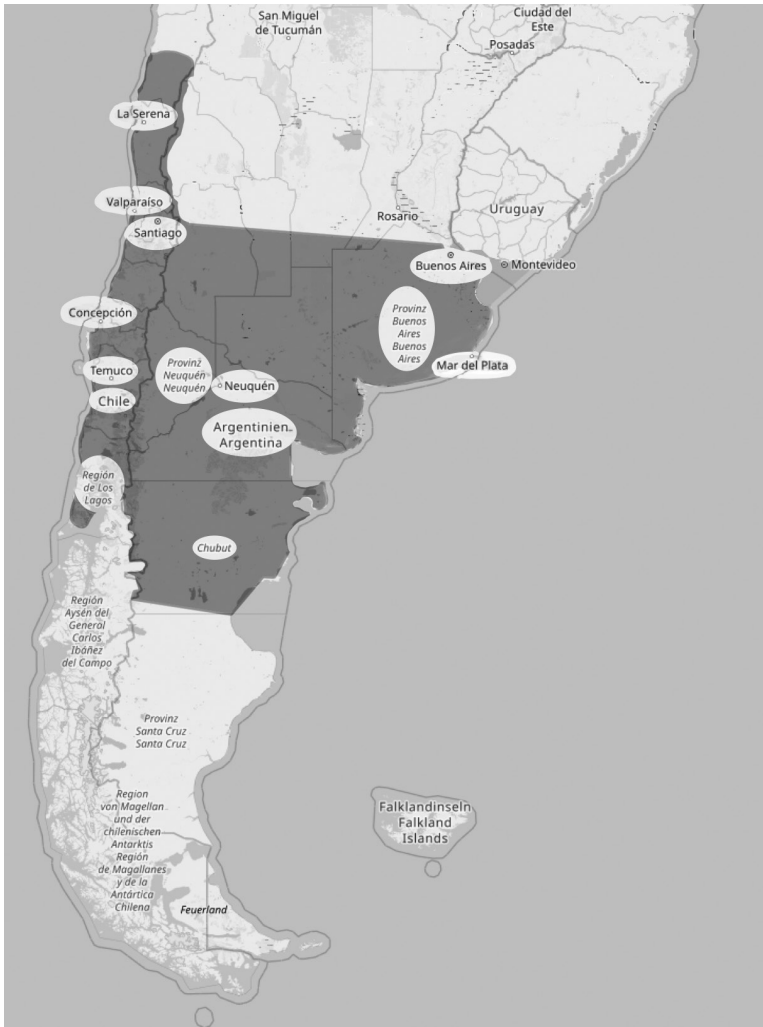 San Miguel
de Tucumán
Ciudad del
Este
Posadas
La Serena
Valparaíso
Santiago
Rosario
Uruguay
Buenos Aires
Montevideo
Concepción
Provinz
Buenos
Aires
Buenos
Aires
Mar del Plata
Temuco
Provinz
Neuquén
Neuquén
Neuquén
Chile
Argentinien
Argentina
Región
de Los
Lagos
Chubut
Región
Aysén del
General
Carlos
Ibáñez
del Campo
Provinz
Santa Cruz
Santa Cruz
Region
von Magellan
und der
chilenischen
Antarktis
Región
de Magallanes
y de la
Antártica
Chilena
Falklandinseln
Falkland
Islands
Feuerland